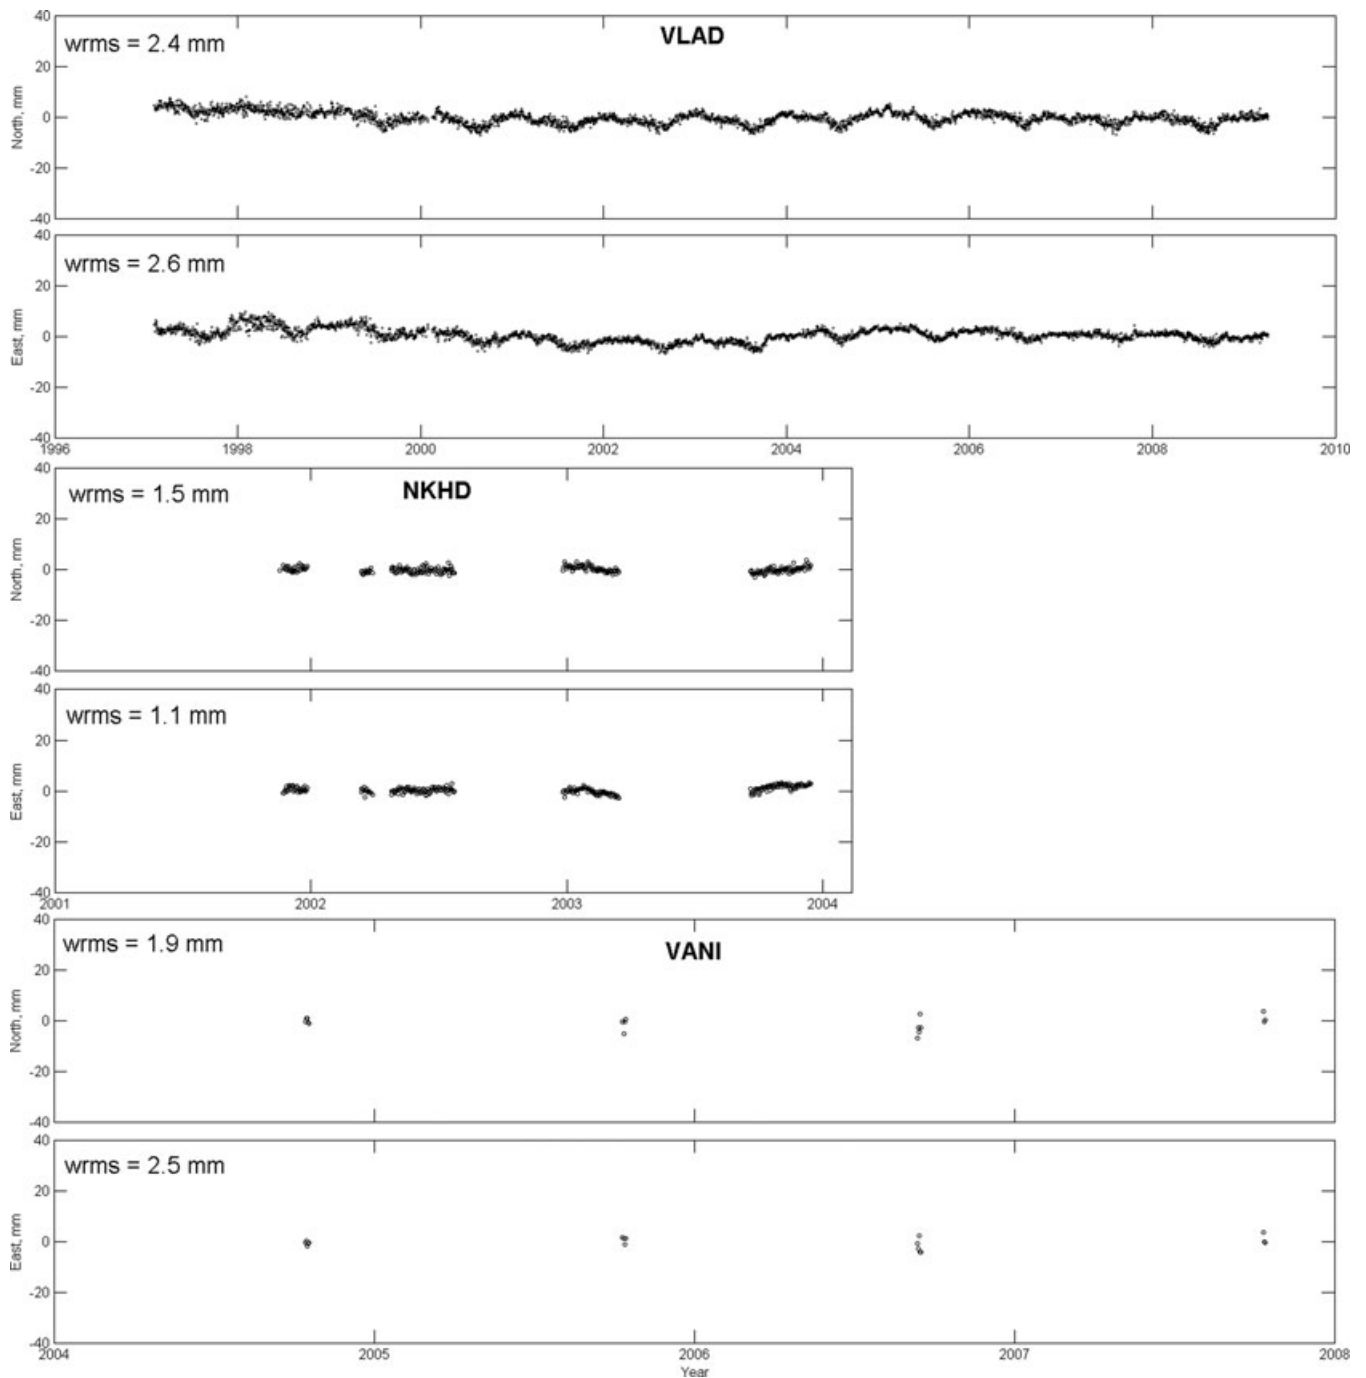 40
wrms = 2.4 mm
VLAD
20
North, mm
0
-20
-40
40
wrms = 2.6 mm
20
East, mm
0
-20
-40
1996 1998 2000 2002 2004 2006 2008 2010
40
wrms = 1.5 mm
NKHD
20
North, mm
0
-20
-40
40
wrms = 1.1 mm
20
East, mm
0
-20
-40
2001 2002 2003 2004
40
wrms = 1.9 mm
VANI
20
North, mm
0
-20
-40
40
wrms = 2.5 mm
20
East, mm
0
-20
-40
2004 2005 2006 2007 2008
Year